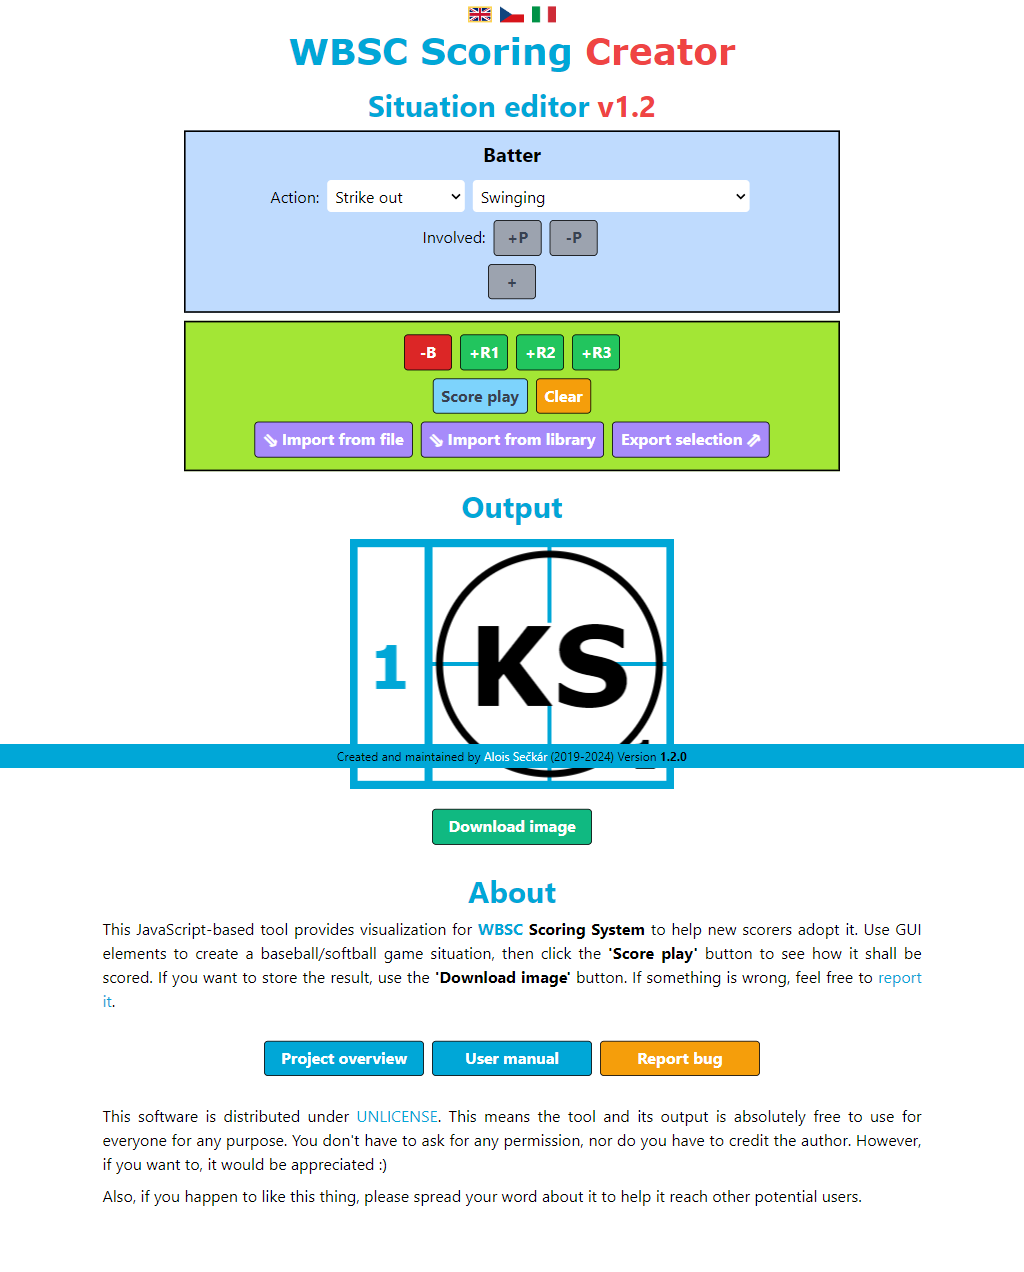 WBSC Scoring Creator
Situation editor v1.2
Batter
Action: Strike out Swinging
Involved: +P -P
+
-B +R1 +R2 +R3
Score play Clear
⇘ Import from file ⇘ Import from library Export selection ⇗
Output
1 KS
Created and maintained by Alois Sečkár (2019-2024) Version 1.2.0
Download image
About
This JavaScript-based tool provides visualization for WBSC Scoring System to help new scorers adopt it. Use GUI
elements to create a baseball/softball game situation, then click the 'Score play' button to see how it shall be
scored. If you want to store the result, use the 'Download image' button. If something is wrong, feel free to report
it.
Project overview User manual Report bug
This software is distributed under UNLICENSE. This means the tool and its output is absolutely free to use for
everyone for any purpose. You don't have to ask for any permission, nor do you have to credit the author. However,
if you want to, it would be appreciated :)
Also, if you happen to like this thing, please spread your word about it to help it reach other potential users.